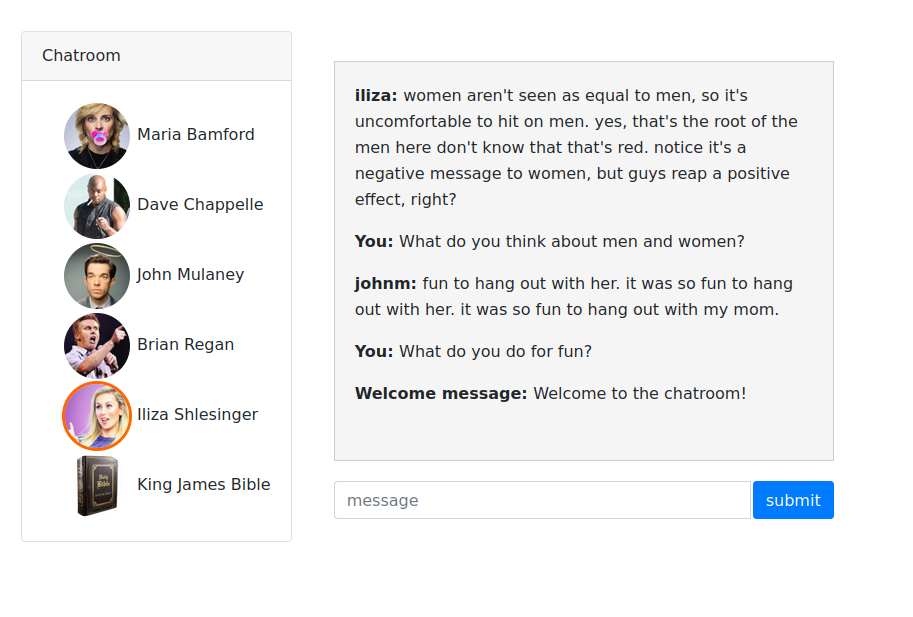 Chatroom
Maria Bamford
Dave Chappelle
John Mulaney
Brian Regan
Iliza Shlesinger
King James Bible
iliza: women aren't seen as equal to men, so it's
uncomfortable to hit on men. yes, that's the root of the
men here don't know that that's red. notice it's a
negative message to women, but guys reap a positive
effect, right?
You: What do you think about men and women?
johnm: fun to hang out with her. it was so fun to hang
out with her. it was so fun to hang out with my mom.
You: What do you do for fun?
Welcome message: Welcome to the chatroom!
message
submit